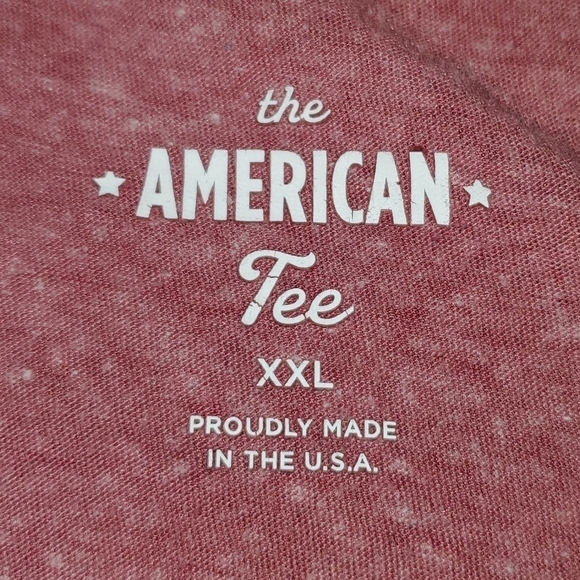 the
AMERICAN
Tee
XXL
PROUDLY MADE
IN THE U.S.A.